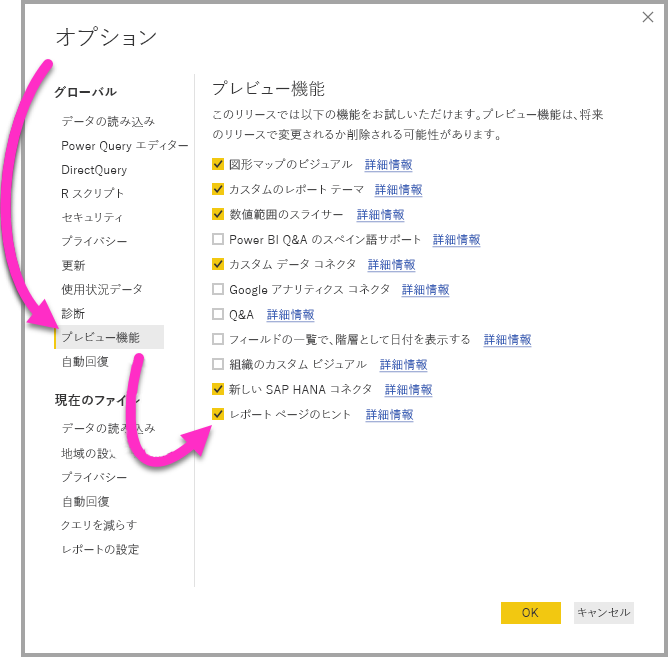 オプション
グローバル
データの読み込み
Power Query エディター
DirectQuery
R スクリプト
セキュリティ
プライバシー
更新
使用状況データ
診断
プレビュー機能
自動回復
現在のファイル
データの読み込み
地域の設定
プライバシー
自動回復
クエリを減らす
レポートの設定
プレビュー機能
このリリースでは以下の機能をお試しいただけます。プレビュー機能は、将来
のリリースで変更されるか削除される可能性があります。
図形マップのビジュアル 詳細情報
カスタムのレポート テーマ 詳細情報
数値範囲のスライサー 詳細情報
Power BI Q&A のスペイン語サポート 詳細情報
カスタム データ コネクタ 詳細情報
Google アナリティクス コネクタ 詳細情報
Q&A 詳細情報
フィールドの一覧で、階層として日付を表示する 詳細情報
組織のカスタム ビジュアル 詳細情報
新しい SAP HANA コネクタ 詳細情報
レポート ページのヒント 詳細情報
OK キャンセル